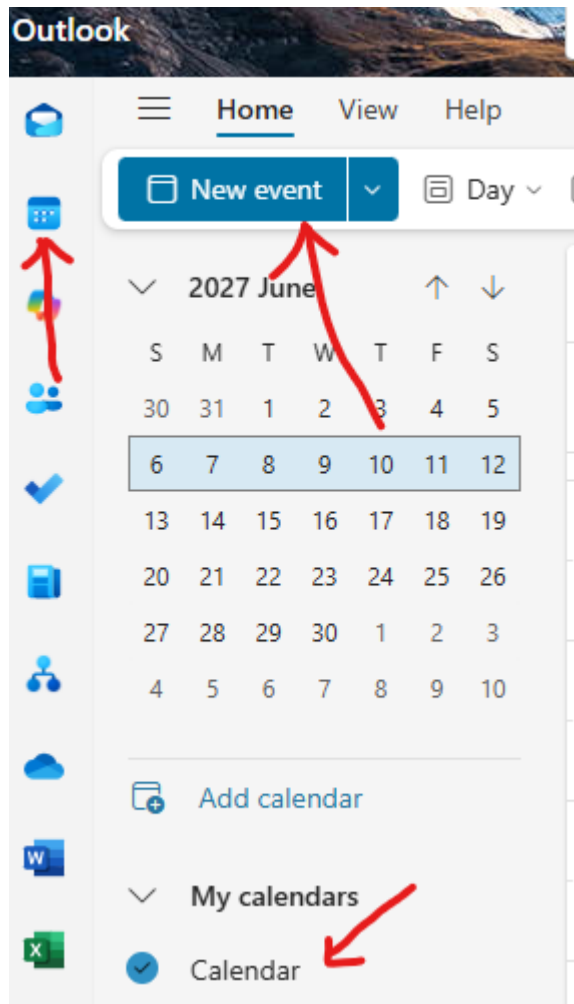 Outlook
Home View Help
New event Day
2027 June
S M T W T F S
30 31 1 2 3 4 5
6 7 8 9 10 11 12
13 14 15 16 17 18 19
20 21 22 23 24 25 26
27 28 29 30 1 2 3
4 5 6 7 8 9 10
Add calendar
W
My calendars
X
Calendar